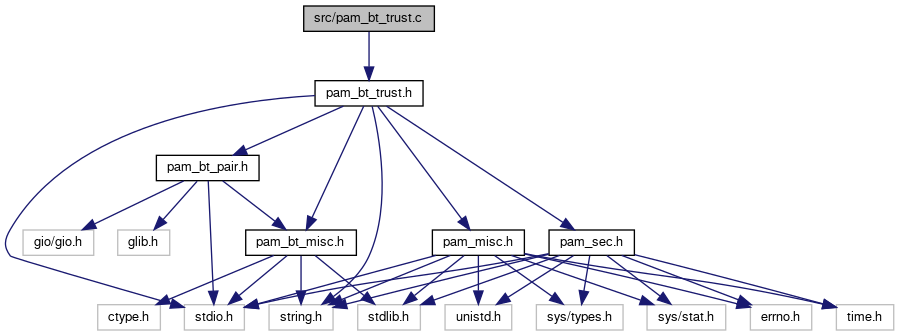 src/pam_bt_trust.c
pam_bt_trust.h
pam_bt_pair.h
gio/gio.h
glib.h
pam_bt_misc.h
pam_misc.h
pam_sec.h
ctype.h
stdio.h
string.h
stdlib.h
unistd.h
sys/types.h
sys/stat.h
errno.h
time.h